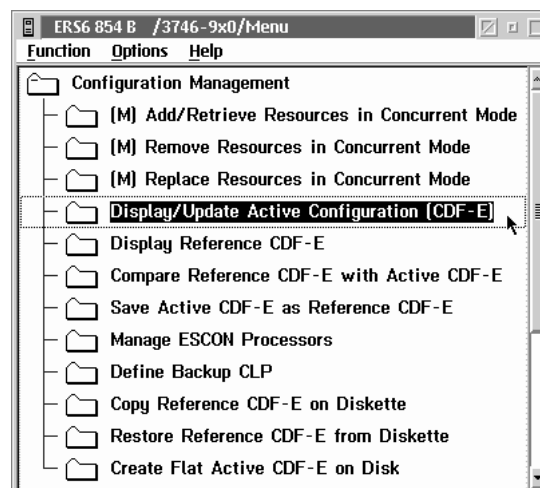 ERS6 854 B /3746-9x0/Menu
Function Options Help
Configuration Management
(M) Add/Retrieve Resources in Concurrent Mode
(M) Remove Resources in Concurrent Mode
(M) Replace Resources in Concurrent Mode
Display/Update Active Configuration (CDF-E)
Display Reference CDF-E
Compare Reference CDF-E with Active CDF-E
Save Active CDF-E as Reference CDF-E
Manage ESCON Processors
Define Backup CLP
Copy Reference CDF-E on Diskette
Restore Reference CDF-E from Diskette
Create Flat Active CDF-E on Disk